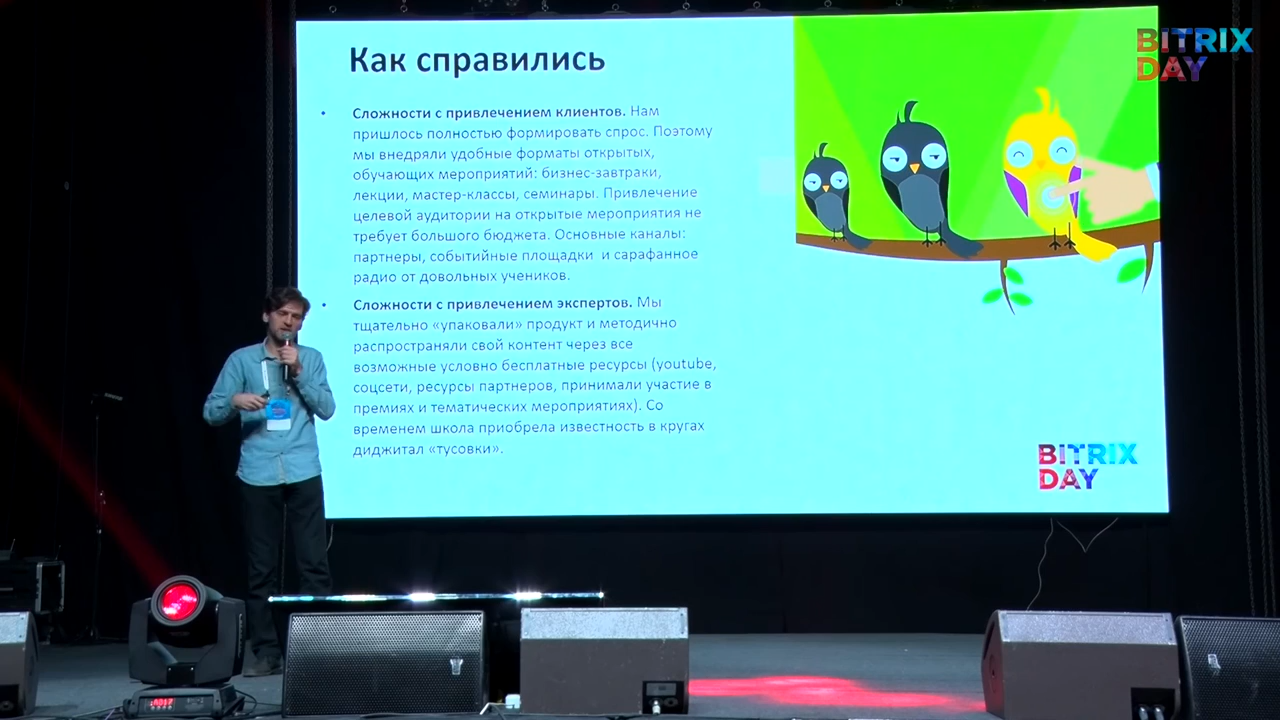 Как справились
• Сложности с привлечением клиентов. Нам
пришлось полностью формировать спрос. Поэтому
мы внедряли удобные форматы открытых,
обучающих мероприятий: бизнес-завтраки,
лекции, мастер-классы, семинары. Привлечение
целевой аудитории на открытые мероприятия не
требует большого бюджета. Основные каналы:
партнеры, событийные площадки и сарафанное
радио от довольных учеников.
• Сложности с привлечением экспертов. Мы
тщательно «упаковали» продукт и методично
распространяли свой контент через все
возможные условно бесплатные ресурсы (youtube,
соцсети, ресурсы партнеров, принимали участие в
премиях и тематических мероприятиях). Со
временем школа приобрела известность в кругах
диджитал «тусовки».
BITRIX
DAY
BITRIX
DAY